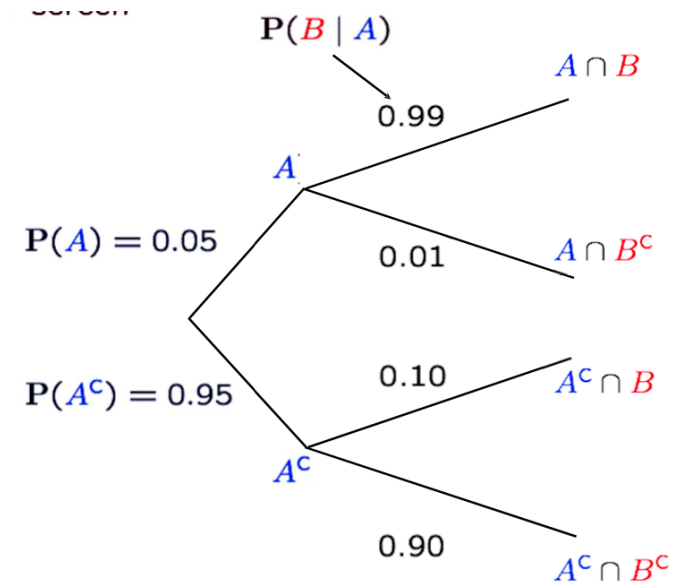 P(B | A)
A ∩ B
0.99
A
P(A) = 0.05
0.01
A ∩ Bᶜ
0.10
P(Aᶜ) = 0.95
Aᶜ ∩ B
Aᶜ
0.90
Aᶜ ∩ Bᶜ